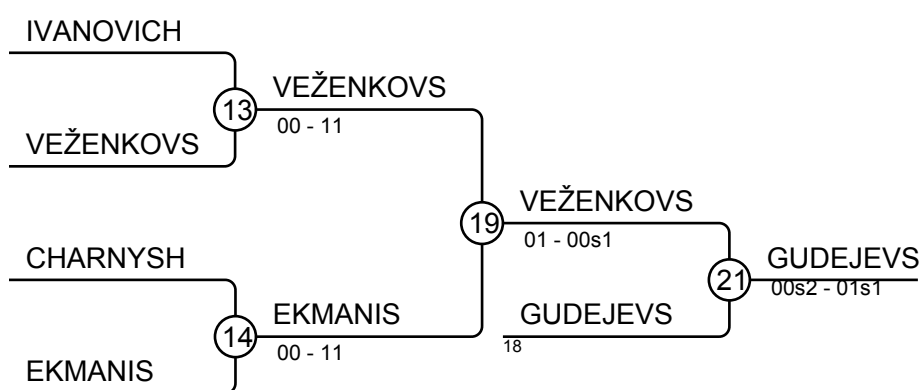 IVANOVICH
13
VEŽENKOVS
00 - 11
VEŽENKOVS
19
VEŽENKOVS
01 - 00s1
CHARNYSH
21
GUDEJEVS
00s2 - 01s1
14
EKMANIS
00 - 11
GUDEJEVS
18
EKMANIS